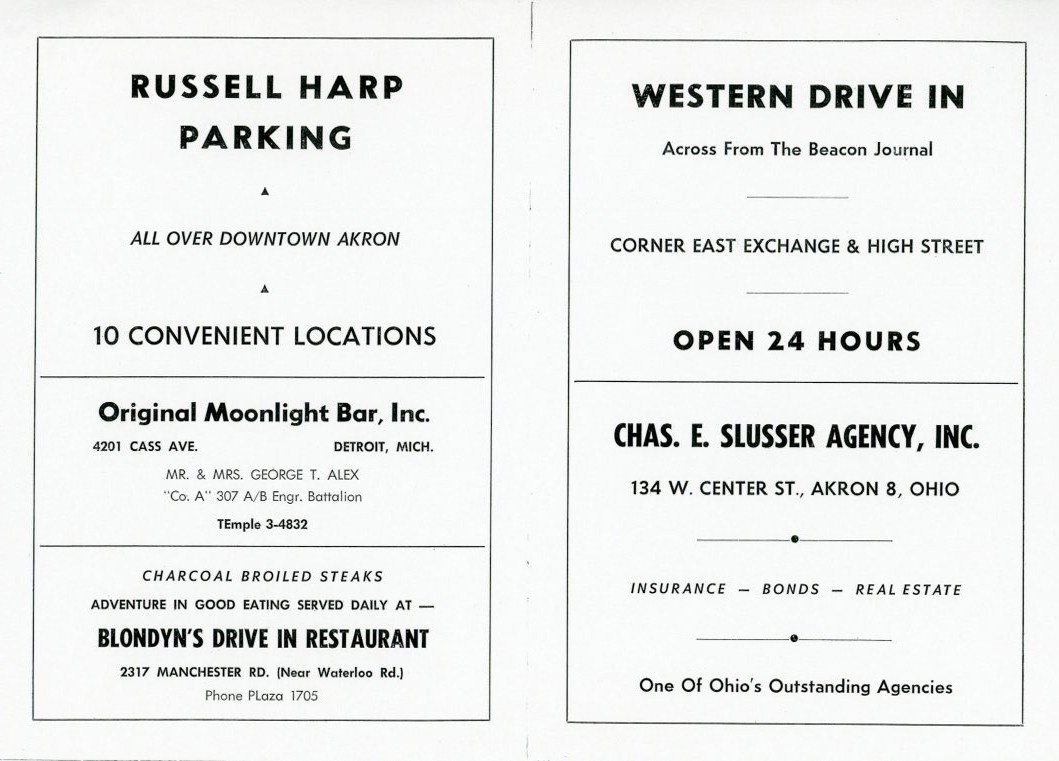 RUSSELL HARP
PARKING
ALL OVER DOWNTOWN AKRON
10 CONVENIENT LOCATIONS
Original Moonlight Bar, Inc.
4201 CASS AVE. DETROIT, MICH.
MR. & MRS. GEORGE T. ALEX
"Co. A" 307 A/B Engr. Battalion
TEmple 3-4832
CHARCOAL BROILED STEAKS
ADVENTURE IN GOOD EATING SERVED DAILY AT —
BLONDYN'S DRIVE IN RESTAURANT
2317 MANCHESTER RD. (Near Waterloo Rd.)
Phone PLaza 1705
WESTERN DRIVE IN
Across From The Beacon Journal
CORNER EAST EXCHANGE & HIGH STREET
OPEN 24 HOURS
CHAS. E. SLUSSER AGENCY, INC.
134 W. CENTER ST., AKRON 8, OHIO
INSURANCE — BONDS — REAL ESTATE
One Of Ohio's Outstanding Agencies